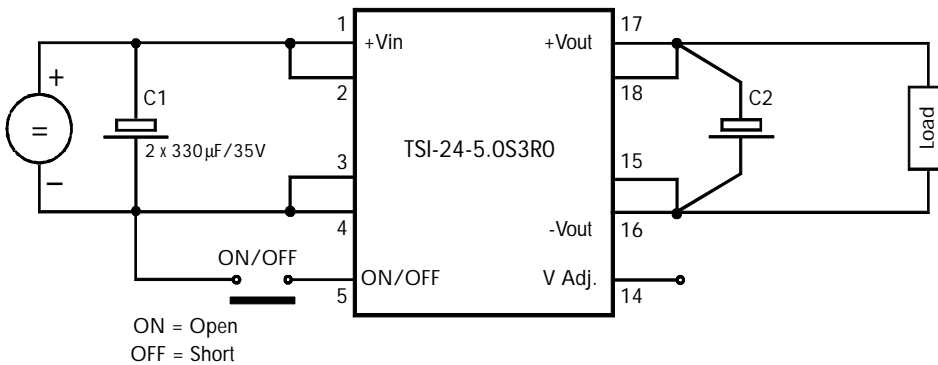 1
17
+Vin
+Vout
+
2
18
C1
C2
=
2 x 330µF/35V
TSI-24-5.0S3R0
Load
3
15
−
4
16
-Vout
ON/OFF
ON/OFF
V Adj.
5
14
ON = Open
OFF = Short